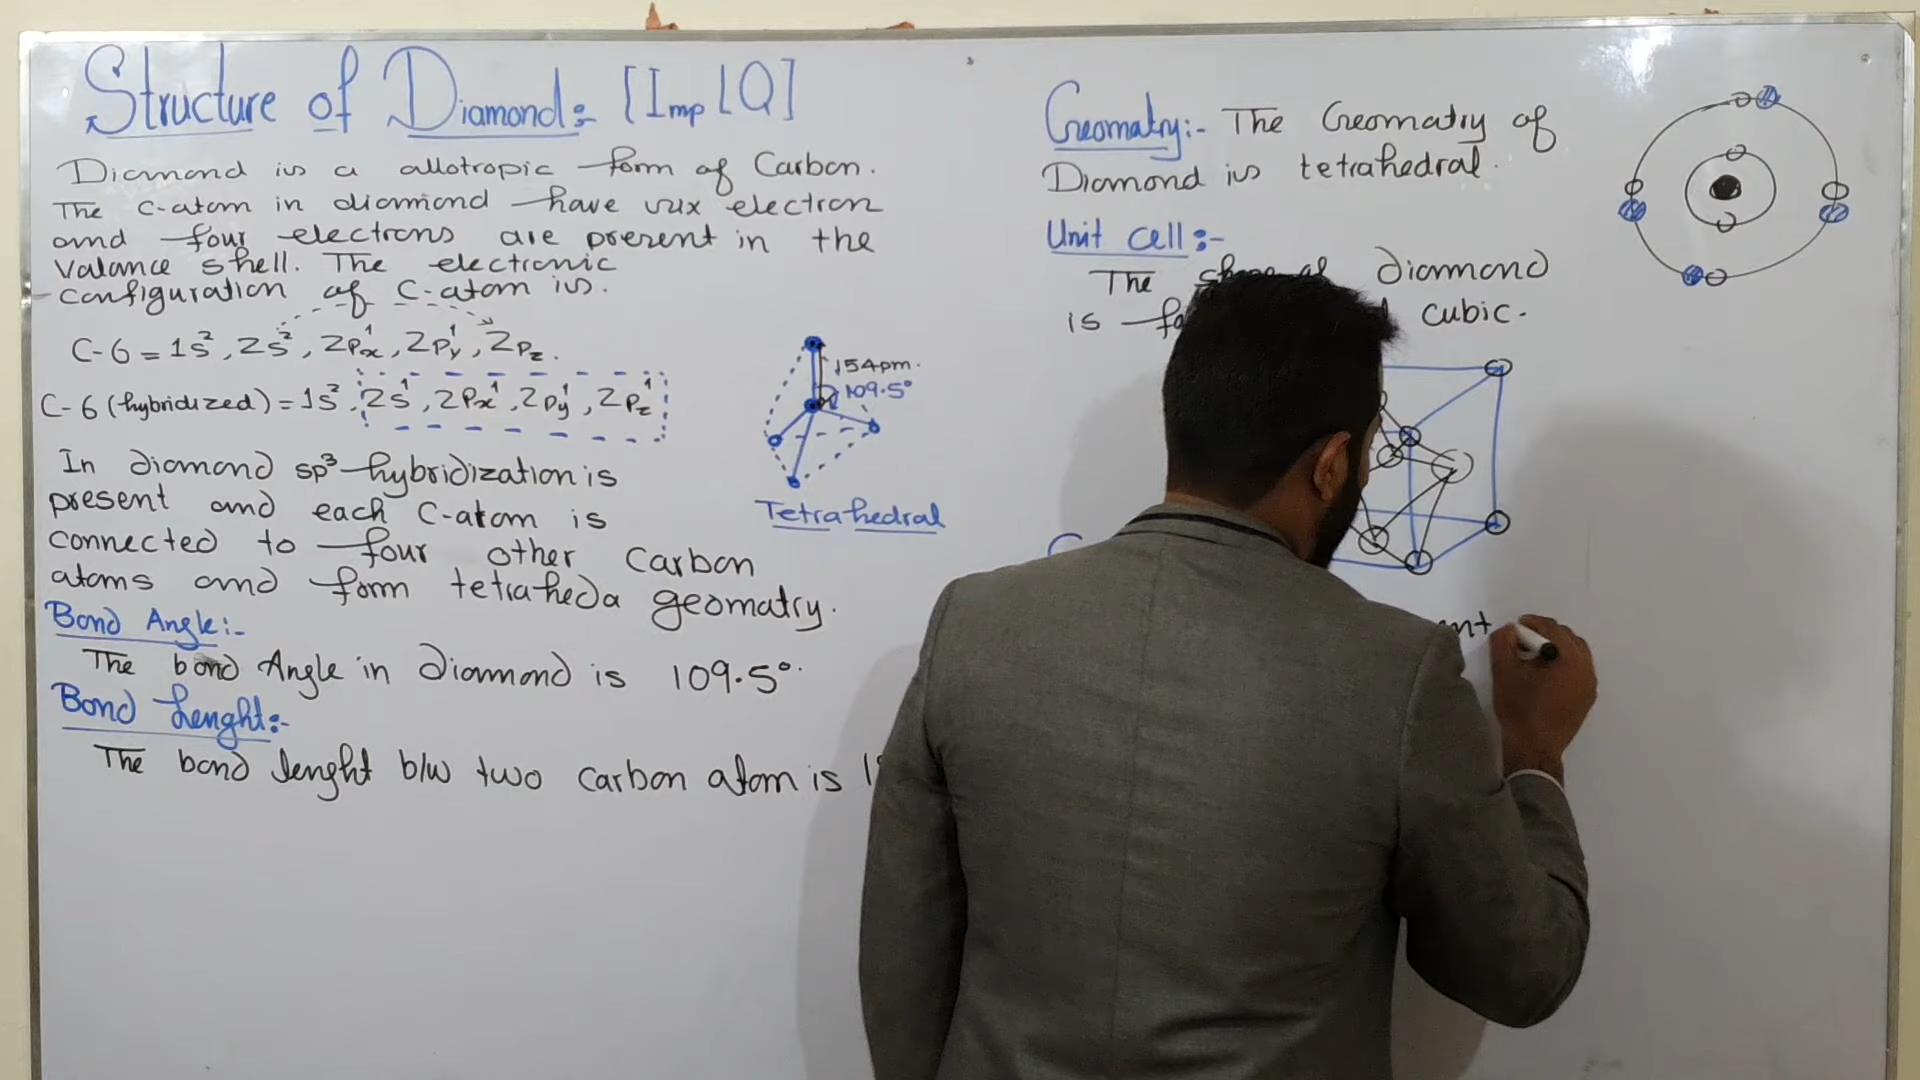 Structure of Diamond:- [Imp LQ]
Diamond is a allotropic form of Carbon.
The C-atom in diamond have six electron
and four electrons are present in the
Valance shell. The electronic
configuration of C-atom is.
C-6 = 1s², 2s², 2Px¹, 2Py¹, 2Pz.
C-6 (hybridized) = 1s², 2s¹, 2Px¹, 2Py¹, 2Pz¹
In diamond sp³ hybridization is
present and each C-atom is
connected to four other Carbon
atoms and form tetraheda geomatry.
Bond Angle:-
The bond Angle in diamond is 109.5°.
Bond Lenght:-
The bond lenght b/w two carbon atom is 1
154pm.
109.5°
Tetrahedral
Geomatry:- The Geomatry of
Diamond is tetrahedral.
Unit Cell:-
The diamond
is cubic.